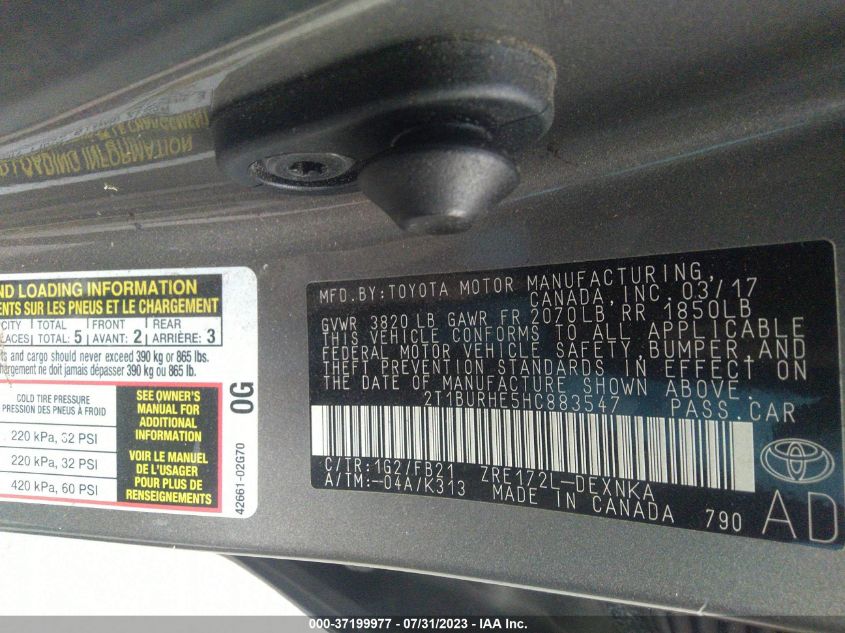 ND LOADING INFORMATION
ENTS SUR LES PNEUS ET LE CHARGEMENT
CITY TOTAL FRONT REAR
LACES TOTAL: 5 AVANT: 2 ARRIÈRE: 3
ts and cargo should never exceed 390 kg or 865 lbs.
hargement ne doit jamais dépasser 390 kg ou 865 lb.
COLD TIRE PRESSURE
PRESSION DES PNEUS À FROID
220 kPa, 32 PSI
220 kPa, 32 PSI
420 kPa, 60 PSI
SEE OWNER'S
MANUAL FOR
ADDITIONAL
INFORMATION
VOIR LE MANUEL
DE L'USAGER
POUR PLUS DE
RENSEIGNEMENTS
0G
42661-02G70
MFD.BY:TOYOTA MOTOR MANUFACTURING,
CANADA,INC. 03/17
GVWR 3820 LB GAWR FR 2070LB, RR 1850LB
THIS VEHICLE CONFORMS TO ALL APPLICABLE
FEDERAL MOTOR VEHICLE SAFETY,BUMPER,AND
THEFT PREVENTION STANDARDS IN EFFECT ON
THE DATE OF MANUFACTURE SHOWN ABOVE.
2T1BURHE5HC883547 PASS.CAR
C/TR:1G2/FB21 ZRE172L-DEXNKA
A/TM:-04A/K313 MADE IN CANADA 790
AD
000-37199977 / 07/31/2023 / IAA Inc.